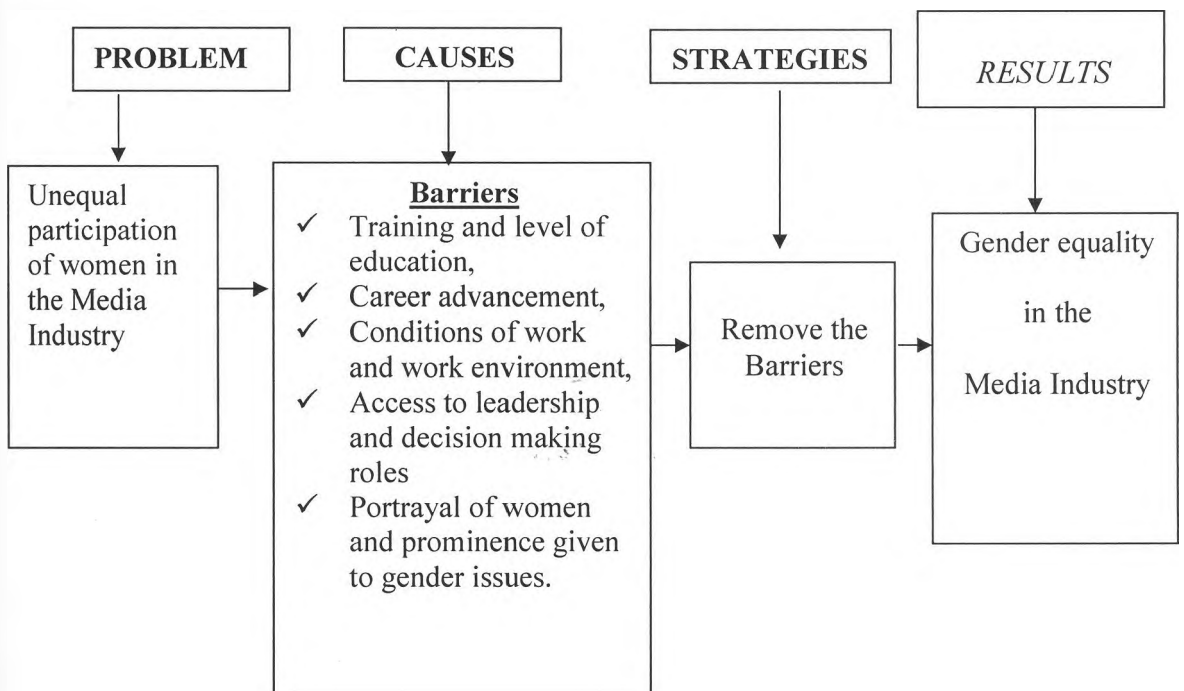 PROBLEM
CAUSES
STRATEGIES
RESULTS
Unequal
participation
of women in
the Media
Industry
Barriers
✓ Training and level of
education,
✓ Career advancement,
✓ Conditions of work
and work environment,
✓ Access to leadership
and decision making
roles
✓ Portrayal of women
and prominence given
to gender issues.
Remove the
Barriers
Gender equality
in the
Media Industry